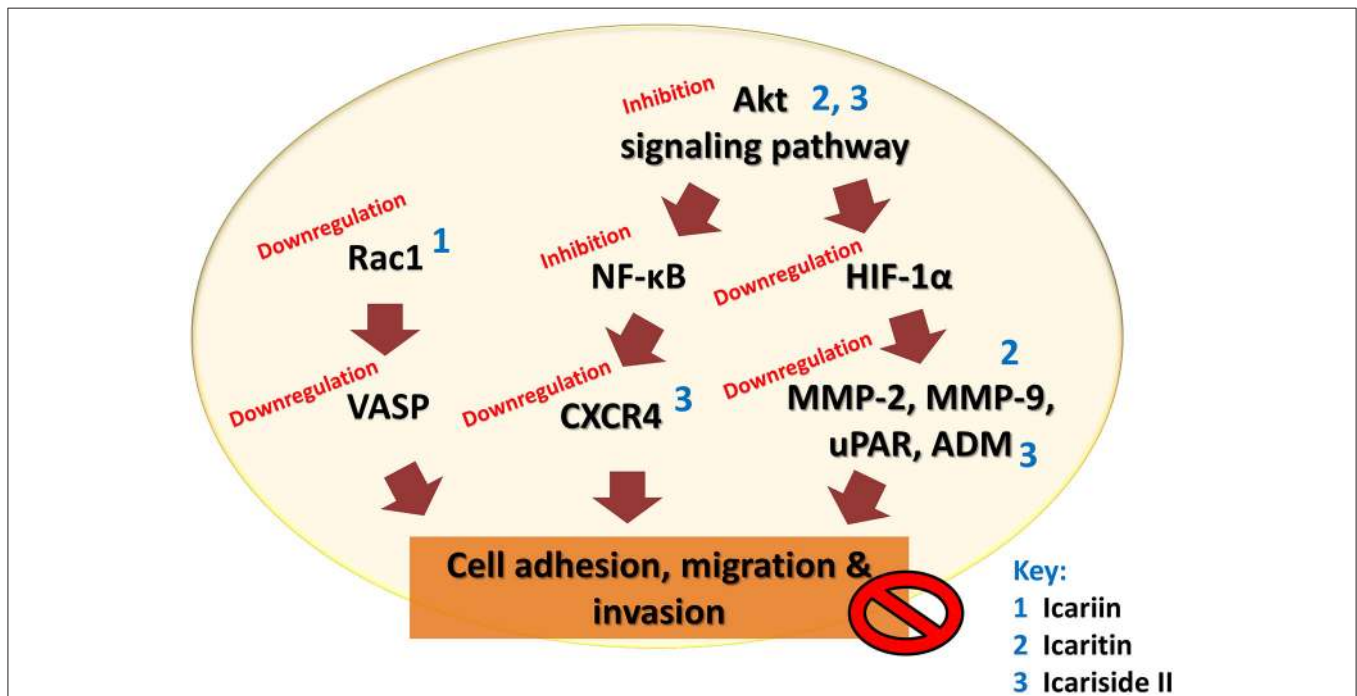 Inhibition
Akt 2, 3
signaling pathway
Downregulation
Rac1 1
Inhibition
NF-κB
Downregulation
HIF-1α
Downregulation
VASP
Downregulation
CXCR4 3
Downregulation
2
MMP-2, MMP-9,
uPAR, ADM 3
Cell adhesion, migration &
invasion
Key:
1 Icariin
2 Icaritin
3 Icariside II